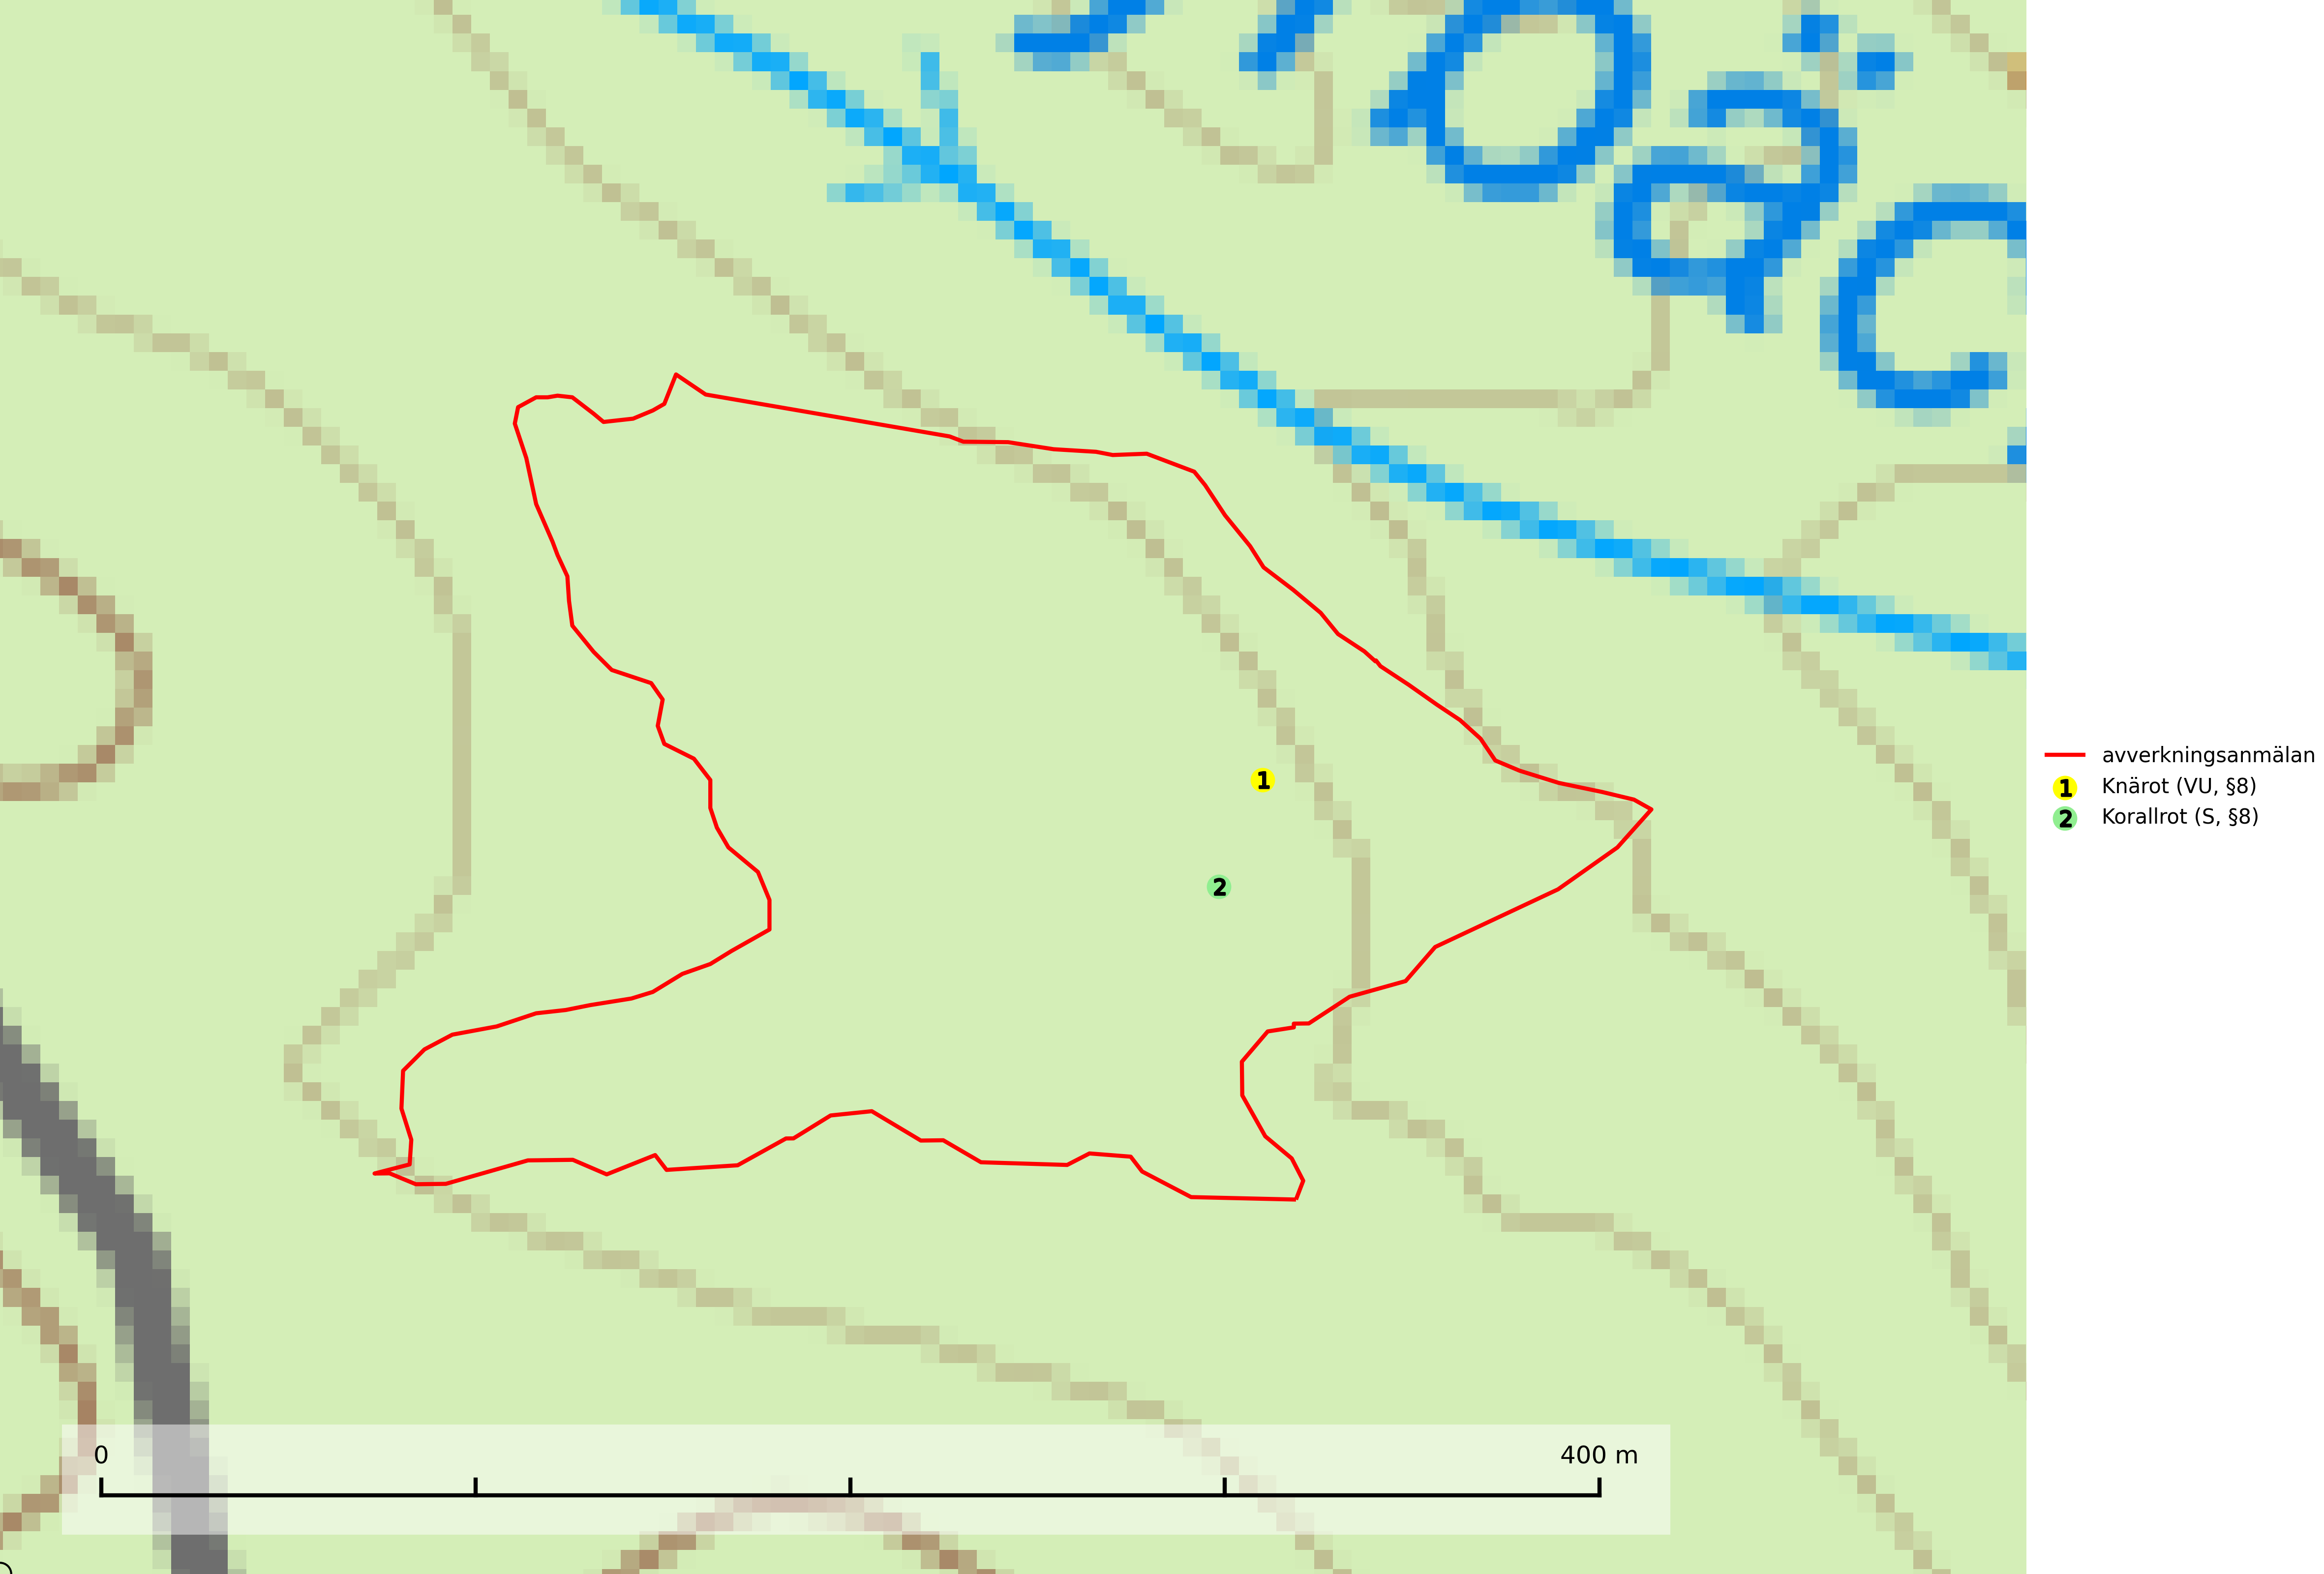 avverkningsanmälan
1 Knärot (VU, §8)
2 Korallrot (S, §8)
1
2
0 400 m